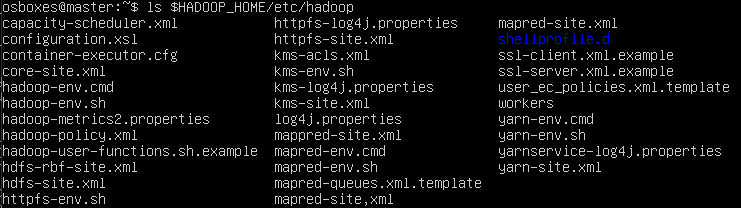 osboxes@master:~$ ls $HADOOP_HOME/etc/hadoop
capacity-scheduler.xml httpfs-log4j.properties mapred-site.xml
configuration.xsl httpfs-site.xml shellprofile.d
container-executor.cfg kms-acls.xml ssl-client.xml.example
core-site.xml kms-env.sh ssl-server.xml.example
hadoop-env.cmd kms-log4j.properties user_ec_policies.xml.template
hadoop-env.sh kms-site.xml workers
hadoop-metrics2.properties log4j.properties yarn-env.cmd
hadoop-policy.xml mappred-site.xml yarn-env.sh
hadoop-user-functions.sh.example mapred-env.cmd yarnservice-log4j.properties
hdfs-rbf-site.xml mapred-env.sh yarn-site.xml
hdfs-site.xml mapred-queues.xml.template
httpfs-env.sh mapred-site,xml